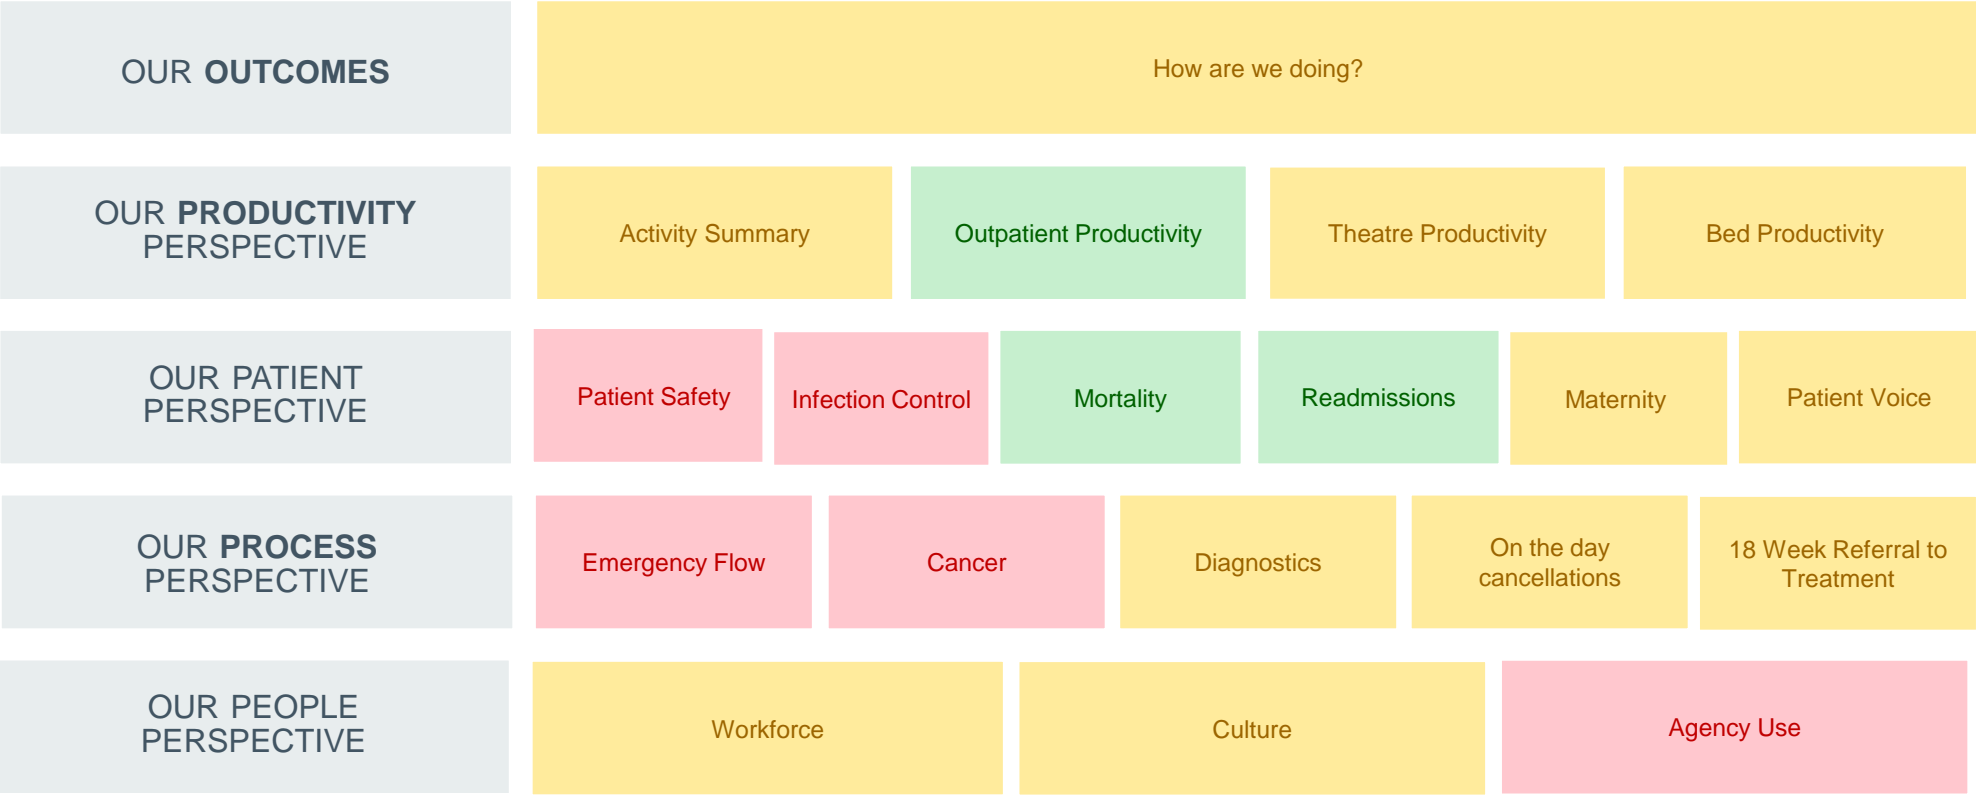 OUR OUTCOMES
How are we doing?
OUR PRODUCTIVITY
PERSPECTIVE
Activity Summary
Outpatient Productivity
Theatre Productivity
Bed Productivity
OUR PATIENT
PERSPECTIVE
Patient Safety
Infection Control
Mortality
Readmissions
Maternity
Patient Voice
OUR PROCESS
PERSPECTIVE
Emergency Flow
Cancer
Diagnostics
On the day
cancellations
18 Week Referral to
Treatment
OUR PEOPLE
PERSPECTIVE
Workforce
Culture
Agency Use